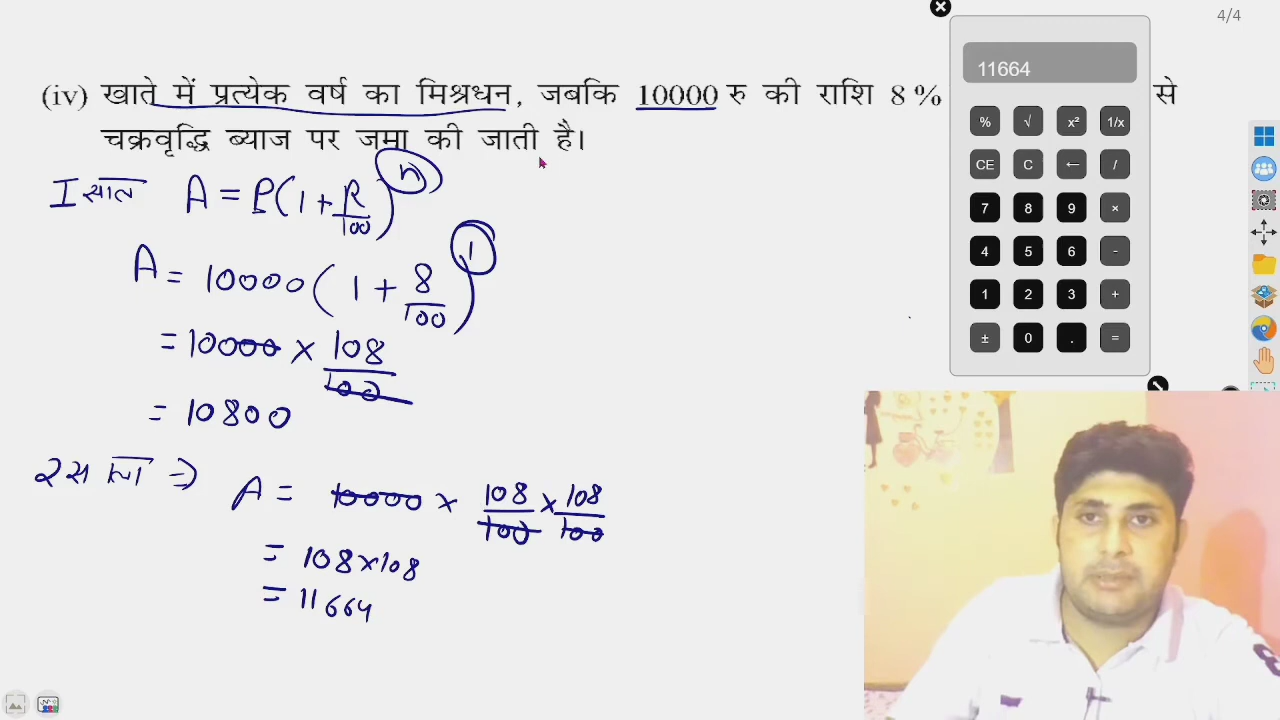 4/4
(iv) खाते में प्रत्येक वर्ष का मिश्रधन, जबकि 10000 रु की राशि 8 % से
चक्रवृद्धि ब्याज पर जमा की जाती है।
1 साल A = P(1+R/100)^n
A = 10000(1+8/100)^1
= 10000 × 108/100
= 10800
2 साल ⇒ A = 10000 × 108/100 × 108/100
= 108×108
= 11664
11664
% √ x² 1/x
CE C ← /
7 8 9 ×
4 5 6 -
1 2 3 +
± 0 . =